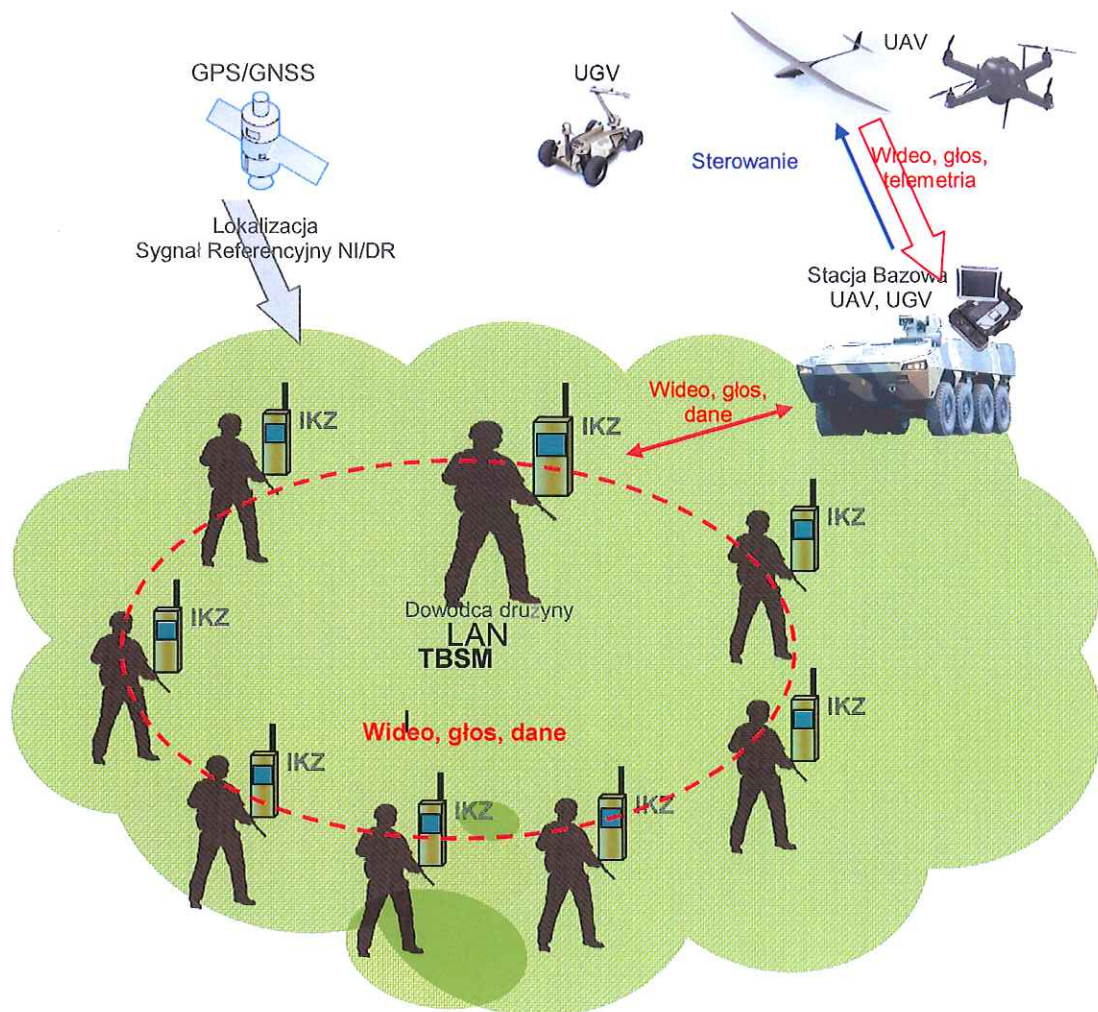 GPS/GNSS
UGV
UAV
Sterowanie
Wideo, głos,
telemetria
Lokalizacja
Sygnał Referencyjny NI/DR
Stacja Bazowa
UAV, UGV
Wideo, głos,
dane
IKZ
IKZ
IKZ
IKZ
Dowódca drużyny
LAN
TBSM
IKZ
Wideo, głos, dane
IKZ
IKZ
IKZ